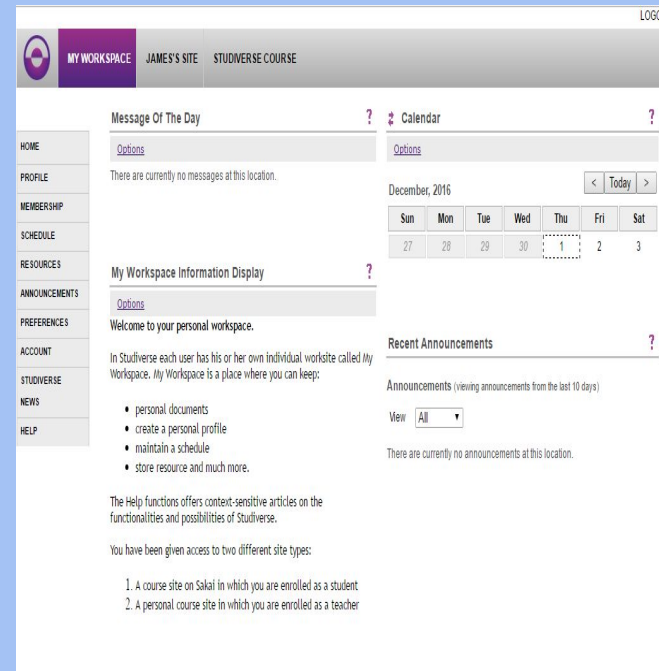 LOGO
MY WORKSPACE JAMES'S SITE STUDIVERSE COURSE
HOME
PROFILE
MEMBERSHIP
SCHEDULE
RESOURCES
ANNOUNCEMENTS
PREFERENCES
ACCOUNT
STUDIVERSE
NEWS
HELP
Message Of The Day ?
Options
There are currently no messages at this location.
My Workspace Information Display ?
Options
Welcome to your personal workspace.
In Studiverse each user has his or her own individual worksite called My
Workspace. My Workspace is a place where you can keep:
• personal documents
• create a personal profile
• maintain a schedule
• store resource and much more.
The Help functions offers context-sensitive articles on the
functionalities and possibilities of Studiverse.
You have been given access to two different site types:
1. A course site on Sakai in which you are enrolled as a student
2. A personal course site in which you are enrolled as a teacher
Calendar ?
Options
December, 2016 < Today >
Sun Mon Tue Wed Thu Fri Sat
27 28 29 30 1 2 3
Recent Announcements ?
Announcements (viewing announcements from the last 10 days)
View All
There are currently no announcements at this location.